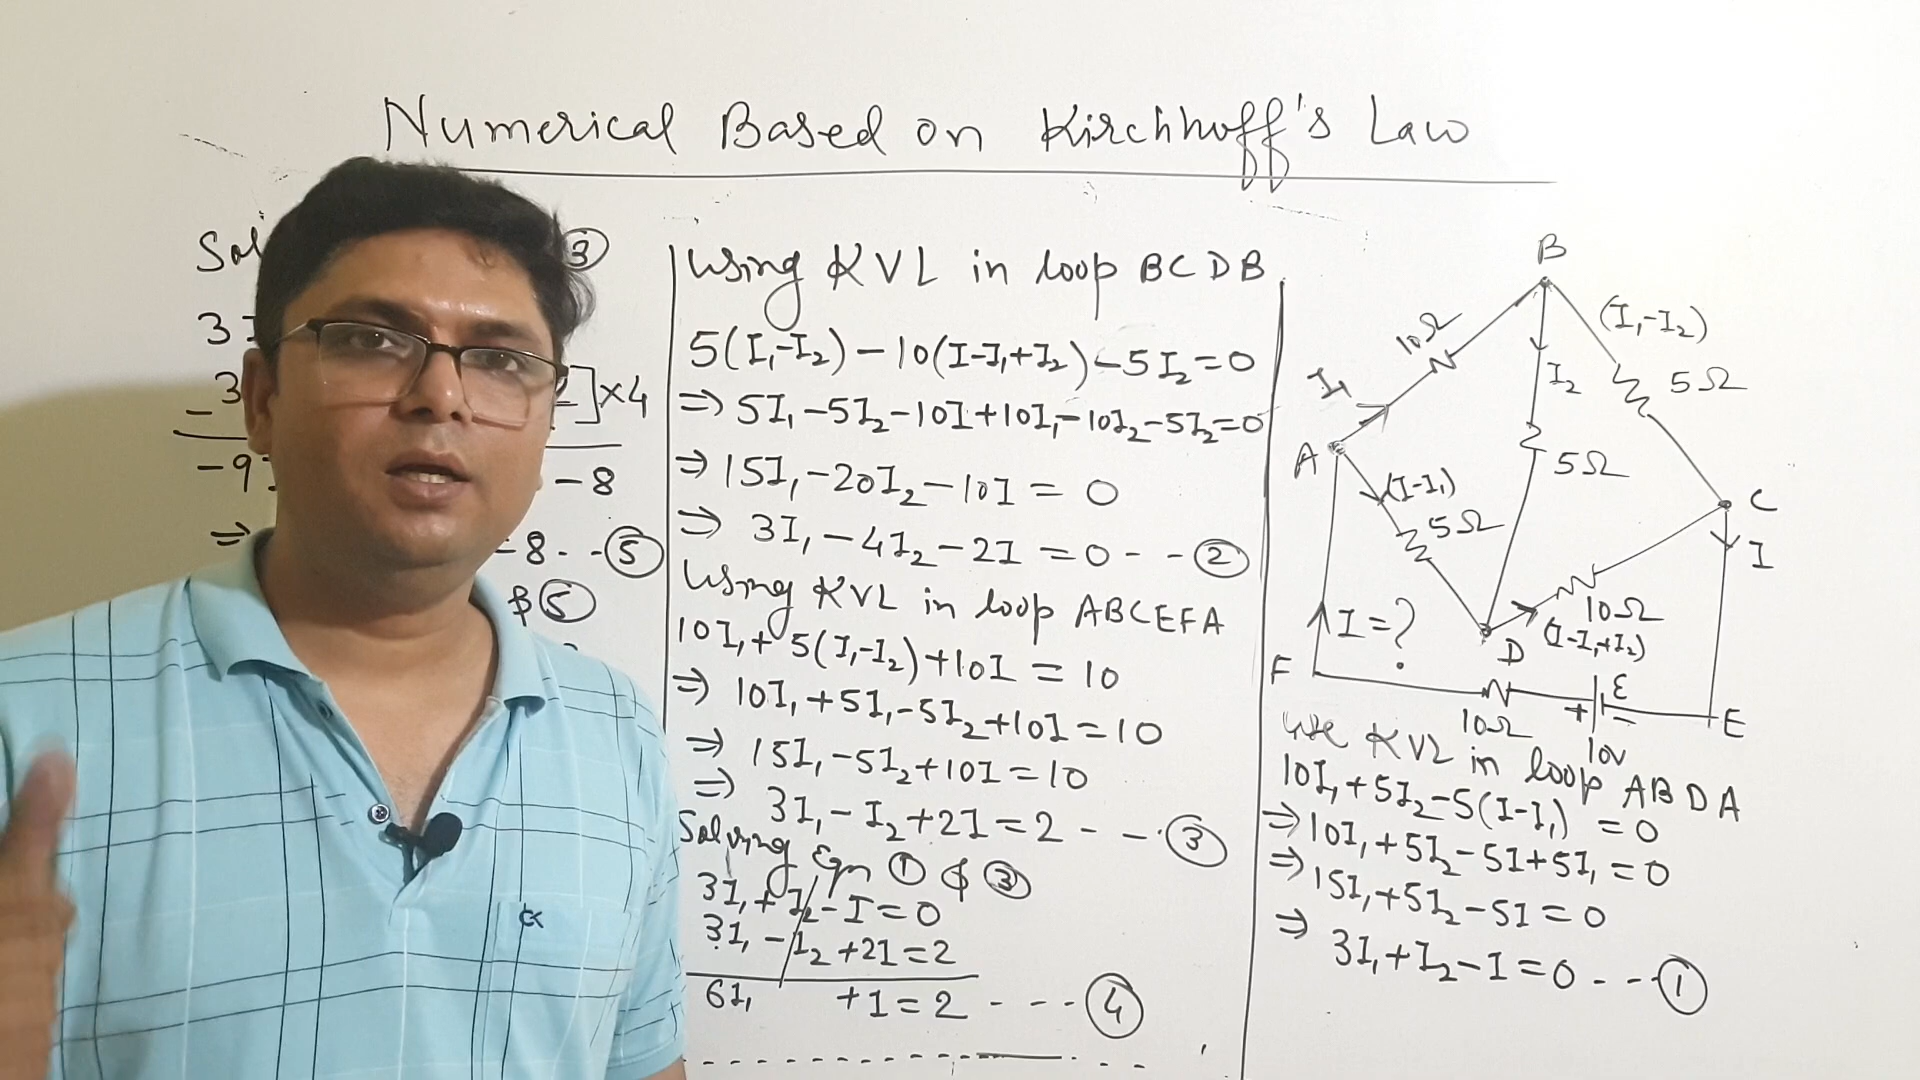 Numerical Based on Kirchhoff's Law
Sol ③
3I
-3 2]×4
-9I -8
⇒ -8 - - ⑤
$ ⑤
Using KVL in loop BCDB
5(I₁-I₂) - 10(I-I₁+I₂) - 5I₂ = 0
⇒ 5I₁ - 5I₂ - 10I + 10I₁ - 10I₂ - 5I₂ = 0
⇒ 15I₁ - 20I₂ - 10I = 0
⇒ 3I₁ - 4I₂ - 2I = 0 - - ②
Using KVL in loop ABCEFA
10I₁ + 5(I₁-I₂) + 10I = 10
⇒ 10I₁ + 5I₁ - 5I₂ + 10I = 10
⇒ 15I₁ - 5I₂ + 10I = 10
⇒ 3I₁ - I₂ + 2I = 2 - - - ③
Solving Eqn ① $ ③
3I₁ + I₂ - I = 0
3I₁ - I₂ + 2I = 2
6I₁ + I = 2 - - - - ④
B
(I₁-I₂)
10Ω
I₁
I₂
5Ω
A
5Ω
(I-I₁)
C
5Ω
I
10Ω
I = ?
D
(I-I₁+I₂)
F
ε
+ -
E
10Ω
10V
Use KVL in loop ABDA
10I₁ + 5I₂ - 5(I-I₁) = 0
⇒ 10I₁ + 5I₂ - 5I + 5I₁ = 0
⇒ 15I₁ + 5I₂ - 5I = 0
⇒ 3I₁ + I₂ - I = 0 - - - ①
CK